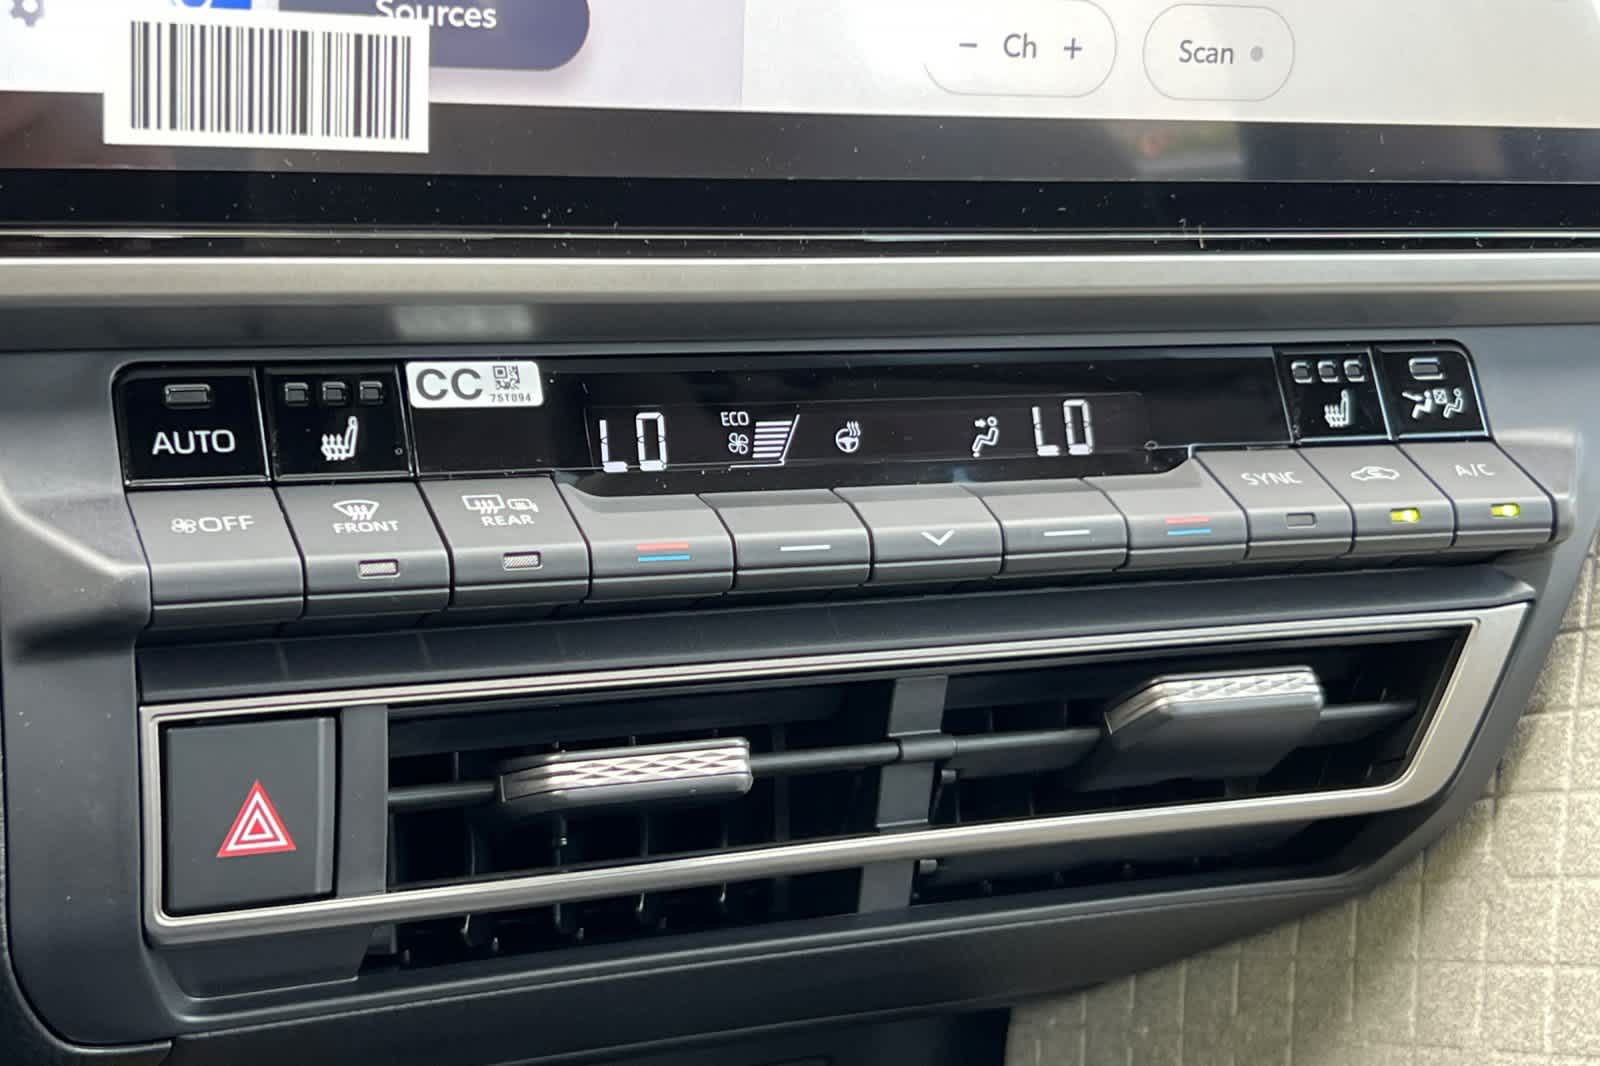 Sources
- Ch +
Scan
AUTO
CC
75T094
LO
ECO
LO
OFF
FRONT
REAR
SYNC
A/C